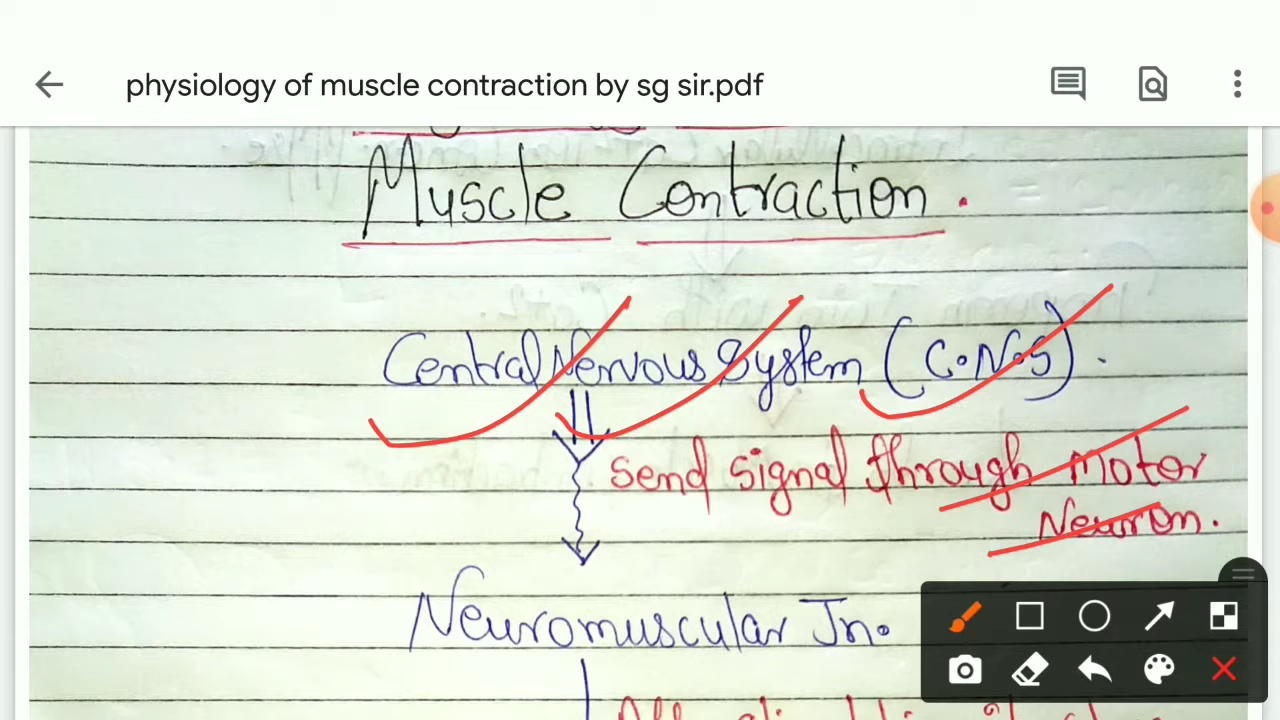 physiology of muscle contraction by sg sir.pdf
Muscle Contraction.
Central Nervous System (C.N.S).
Send signal through Motor
Neuron.
Neuromuscular Jn.